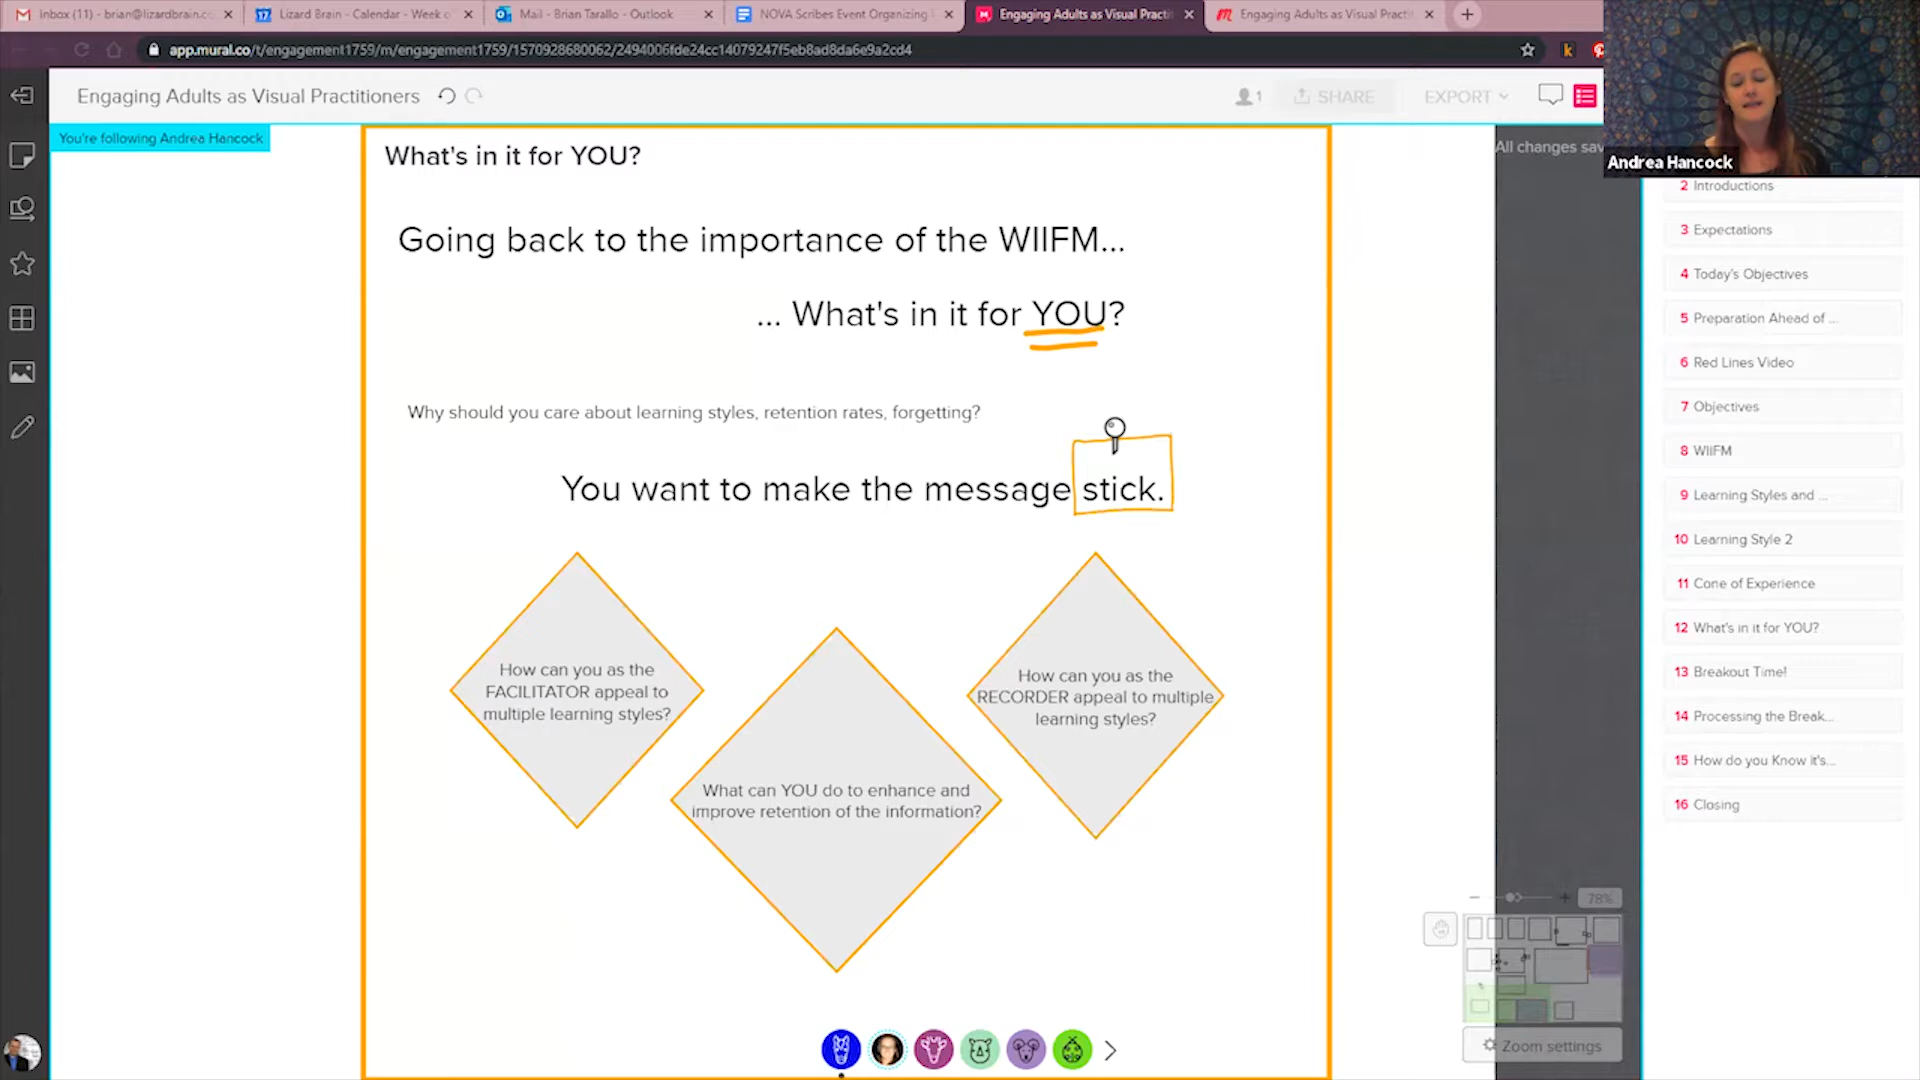 Inbox (11) - brian@lizardbrain.c
Lizard Brain - Calendar - Week o
Mail - Brian Tarallo - Outlook
NOVA Scribes Event Organizing
Engaging Adults as Visual Practi
Engaging Adults as Visual Practi
app.mural.co/t/engagement1759/m/engagement1759/1570928680062/2494006fde24cc14079247f5eb8ad8da6e9a2cd4
Engaging Adults as Visual Practitioners
1
SHARE
EXPORT
You're following Andrea Hancock
All changes sav
Andrea Hancock
What's in it for YOU?
Going back to the importance of the WIIFM...
... What's in it for YOU?
Why should you care about learning styles, retention rates, forgetting?
You want to make the message stick.
How can you as the
FACILITATOR appeal to
multiple learning styles?
What can YOU do to enhance and
improve retention of the information?
How can you as the
RECORDER appeal to multiple
learning styles?
2 Introductions
3 Expectations
4 Today's Objectives
5 Preparation Ahead of ...
6 Red Lines Video
7 Objectives
8 WIIFM
9 Learning Styles and ...
10 Learning Style 2
11 Cone of Experience
12 What's in it for YOU?
13 Breakout Time!
14 Processing the Break...
15 How do you Know it's...
16 Closing
78%
Zoom settings